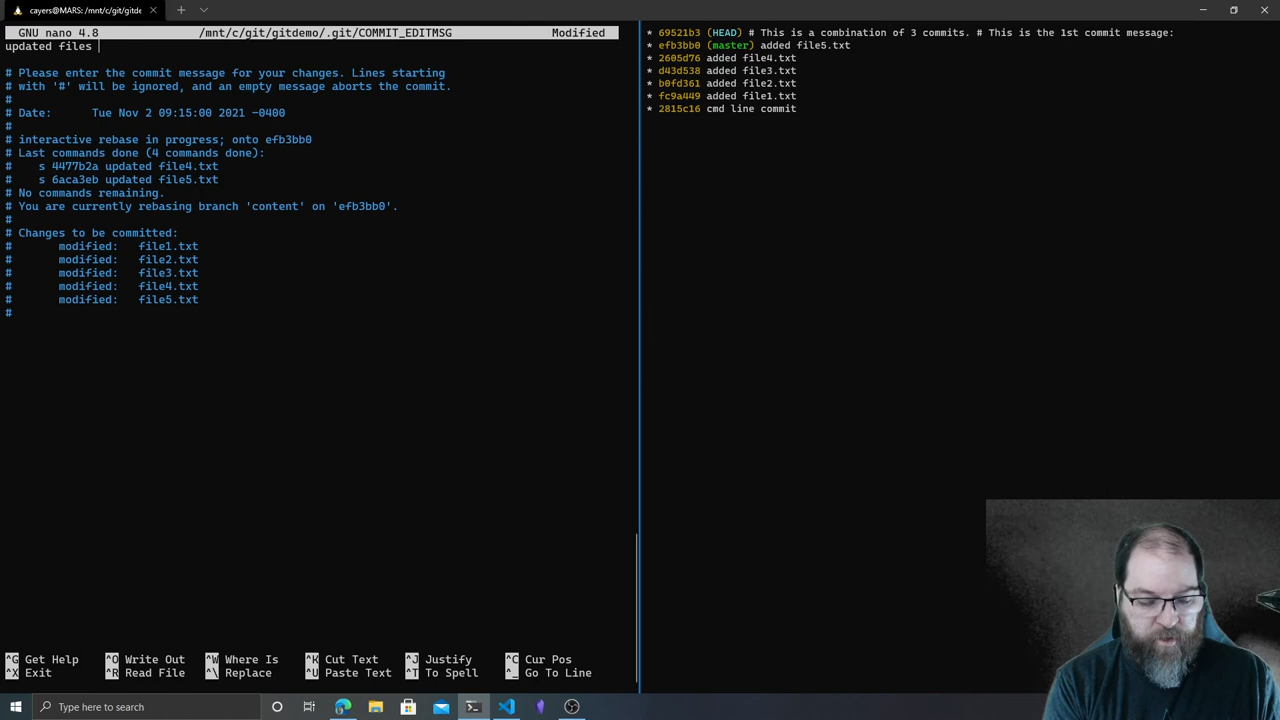 cayers@MARS: /mnt/c/git/gitde
GNU nano 4.8 /mnt/c/git/gitdemo/.git/COMMIT_EDITMSG Modified
updated files
# Please enter the commit message for your changes. Lines starting
# with '#' will be ignored, and an empty message aborts the commit.
#
# Date:      Tue Nov 2 09:15:00 2021 -0400
#
# interactive rebase in progress; onto efb3bb0
# Last commands done (4 commands done):
#    s 4477b2a updated file4.txt
#    s 6aca3eb updated file5.txt
# No commands remaining.
# You are currently rebasing branch 'content' on 'efb3bb0'.
#
# Changes to be committed:
#       modified:   file1.txt
#       modified:   file2.txt
#       modified:   file3.txt
#       modified:   file4.txt
#       modified:   file5.txt
#
^G Get Help ^O Write Out ^W Where Is ^K Cut Text ^J Justify ^C Cur Pos
^X Exit ^R Read File ^\ Replace ^U Paste Text ^T To Spell ^_ Go To Line
* 69521b3 (HEAD) # This is a combination of 3 commits. # This is the 1st commit message:
* efb3bb0 (master) added file5.txt
* 2605d76 added file4.txt
* d43d538 added file3.txt
* b0fd361 added file2.txt
* fc9a449 added file1.txt
* 2815c16 cmd line commit
Type here to search